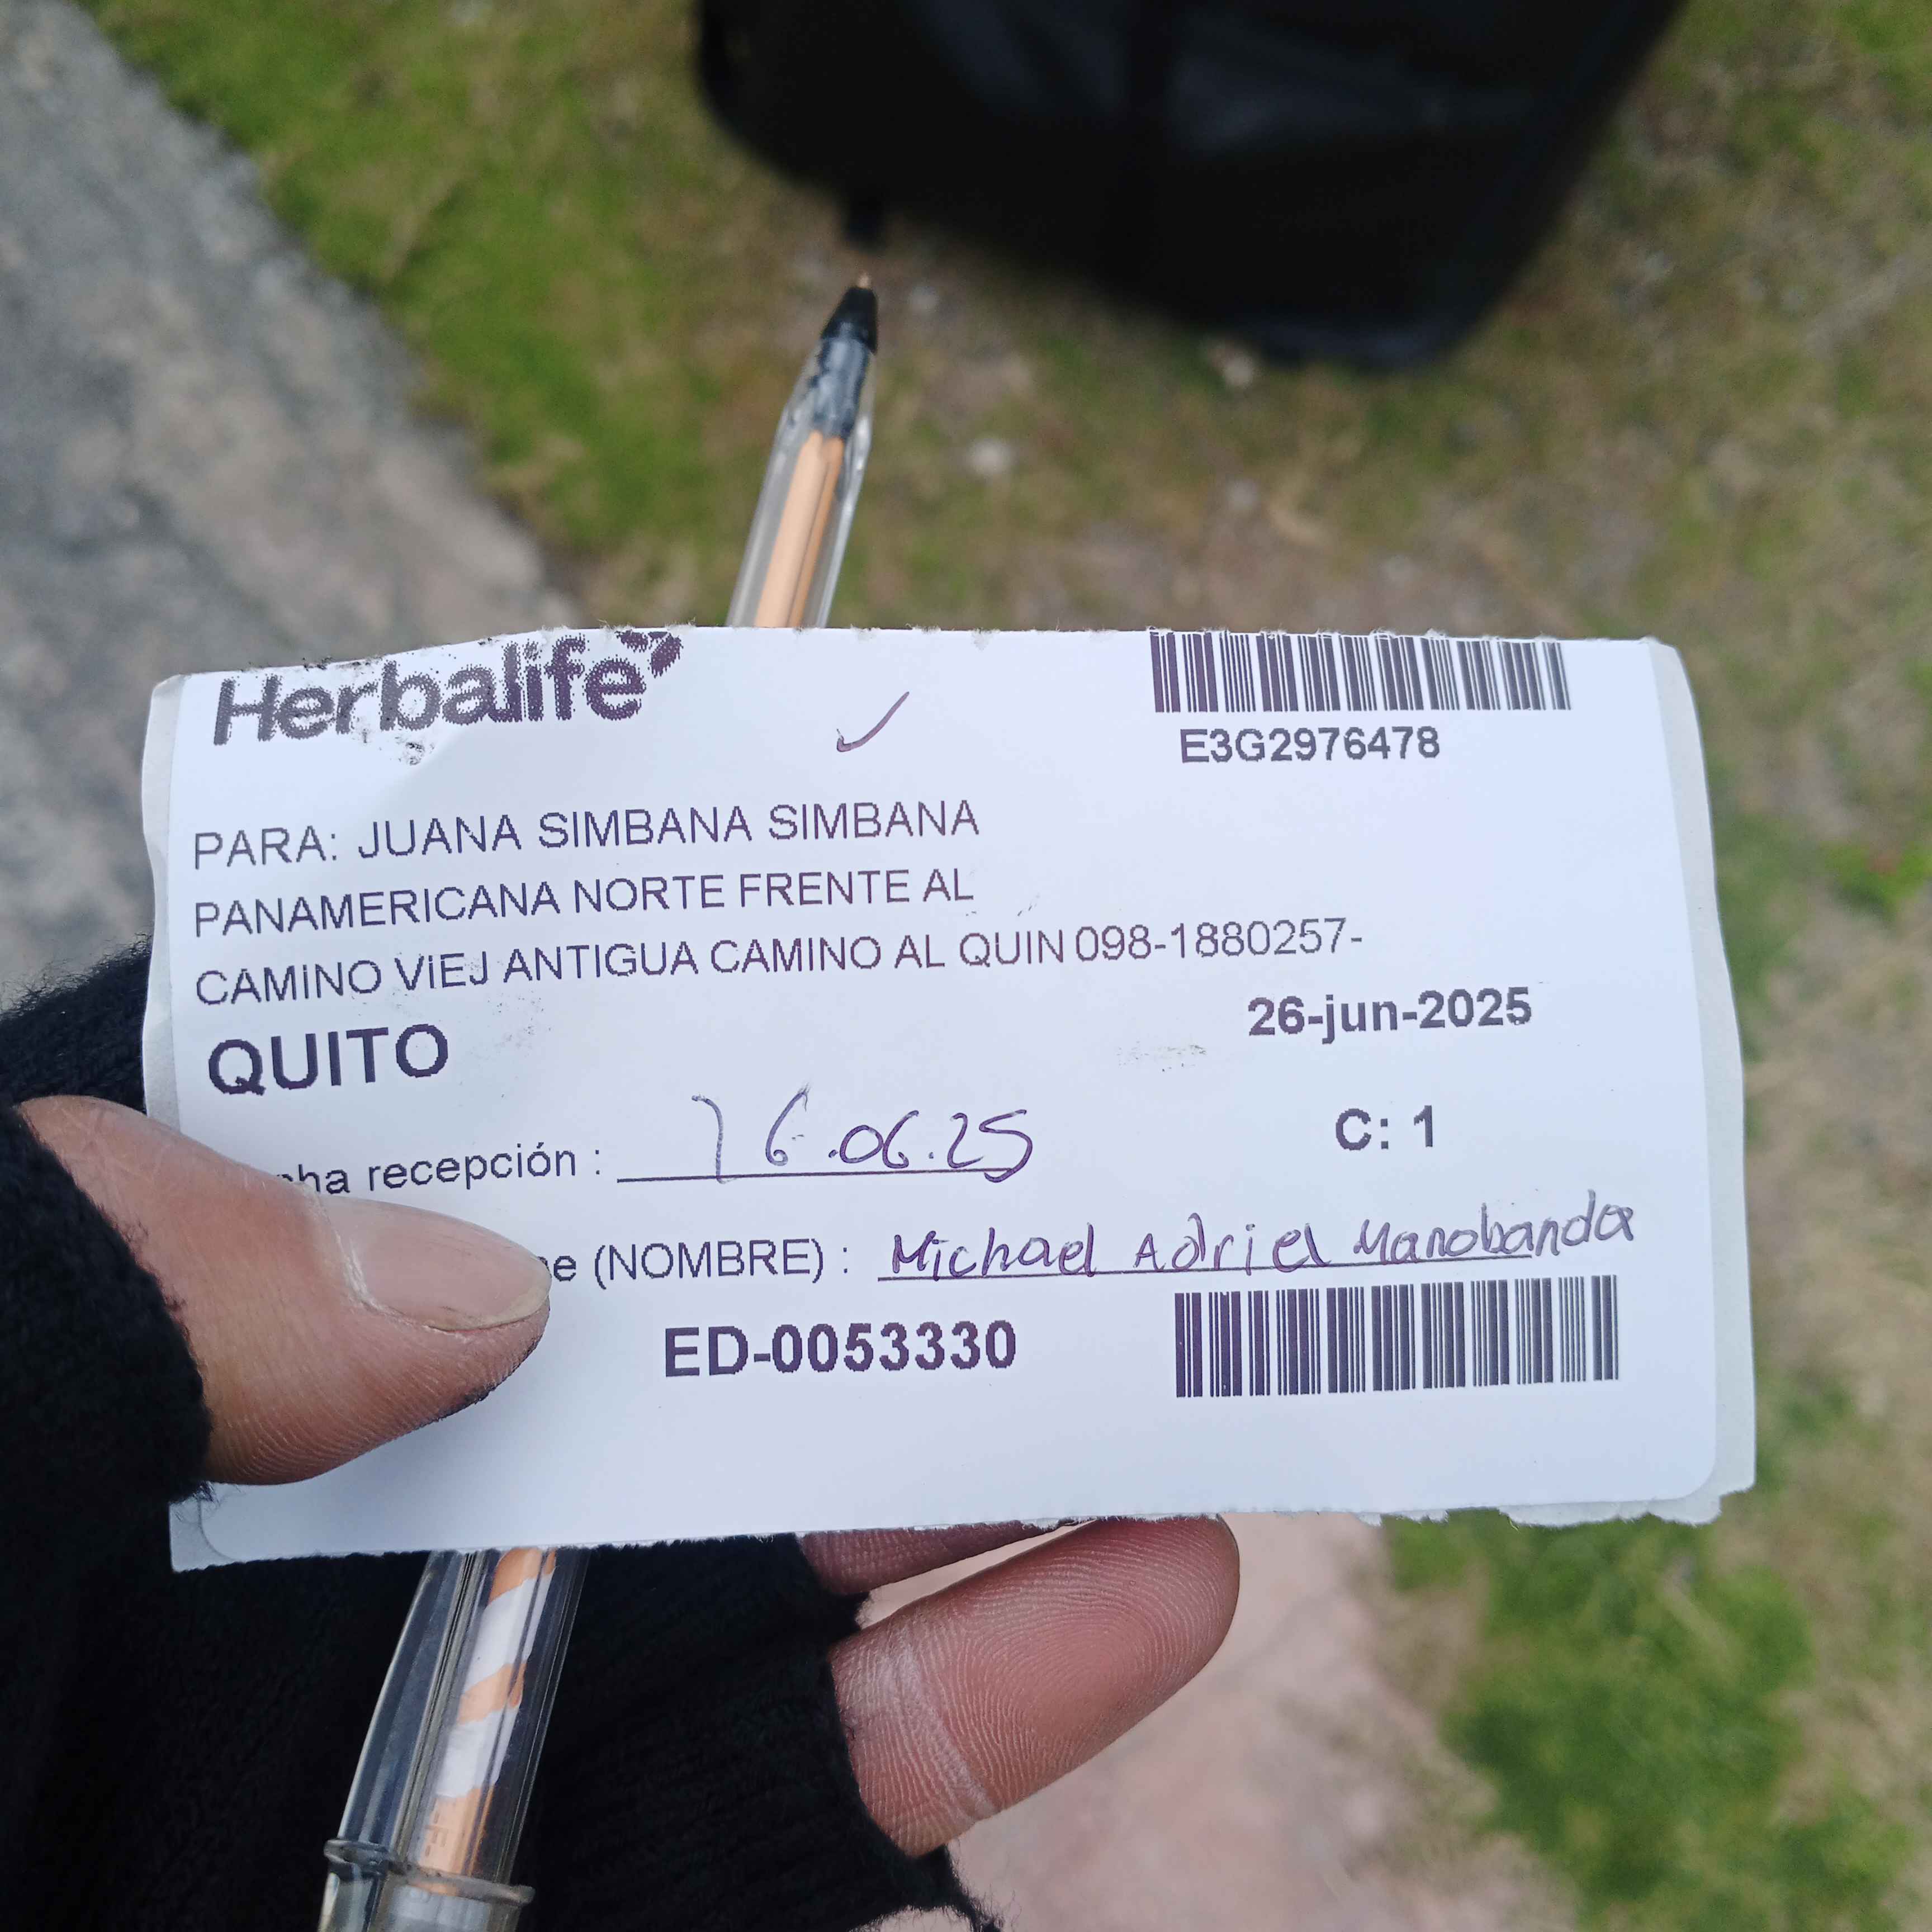 Herbalife
E3G2976478
PARA: JUANA SIMBANA SIMBANA
PANAMERICANA NORTE FRENTE AL
CAMINO VIEJ ANTIGUA CAMINO AL QUIN 098-1880257-
26-jun-2025
QUITO
C: 1
recepción : 26.06.25
(NOMBRE) : Michael Adriel Manobanda
ED-0053330